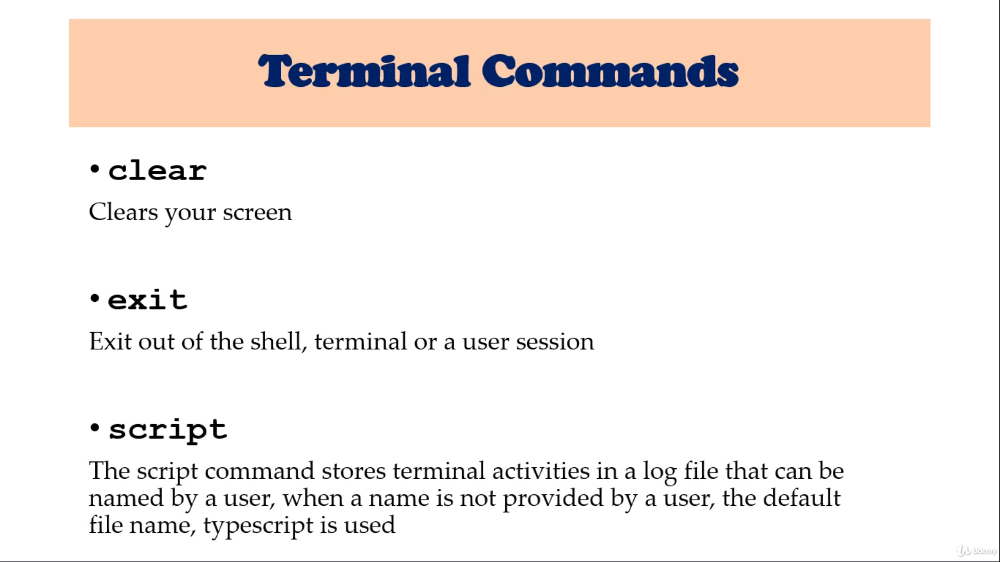 Terminal Commands
• clear
Clears your screen
• exit
Exit out of the shell, terminal or a user session
• script
The script command stores terminal activities in a log file that can be
named by a user, when a name is not provided by a user, the default
file name, typescript is used
Udemy